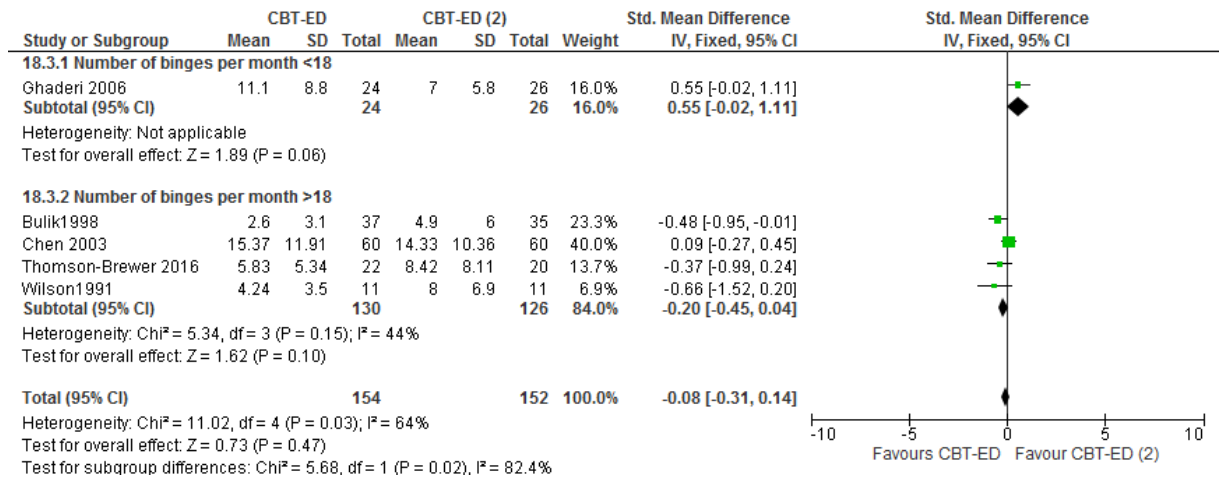 CBT-ED CBT-ED (2) Std. Mean Difference Std. Mean Difference
Study or Subgroup Mean SD Total Mean SD Total Weight IV, Fixed, 95% CI IV, Fixed, 95% CI
18.3.1 Number of binges per month <18
Ghaderi 2006 11.1 8.8 24 7 5.8 26 16.0% 0.55 [-0.02, 1.11]
Subtotal (95% CI) 24 26 16.0% 0.55 [-0.02, 1.11]
Heterogeneity: Not applicable
Test for overall effect: Z = 1.89 (P = 0.06)
18.3.2 Number of binges per month >18
Bulik1998 2.6 3.1 37 4.9 6 35 23.3% -0.48 [-0.95, -0.01]
Chen 2003 15.37 11.91 60 14.33 10.36 60 40.0% 0.09 [-0.27, 0.45]
Thomson-Brewer 2016 5.83 5.34 22 8.42 8.11 20 13.7% -0.37 [-0.99, 0.24]
Wilson1991 4.24 3.5 11 8 6.9 11 6.9% -0.66 [-1.52, 0.20]
Subtotal (95% CI) 130 126 84.0% -0.20 [-0.45, 0.04]
Heterogeneity: Chi² = 5.34, df = 3 (P = 0.15); I² = 44%
Test for overall effect: Z = 1.62 (P = 0.10)
Total (95% CI) 154 152 100.0% -0.08 [-0.31, 0.14]
Heterogeneity: Chi² = 11.02, df = 4 (P = 0.03); I² = 64%
Test for overall effect: Z = 0.73 (P = 0.47)
Test for subgroup differences: Chi² = 5.68, df = 1 (P = 0.02), I² = 82.4%
-10 -5 0 5 10
Favours CBT-ED Favour CBT-ED (2)